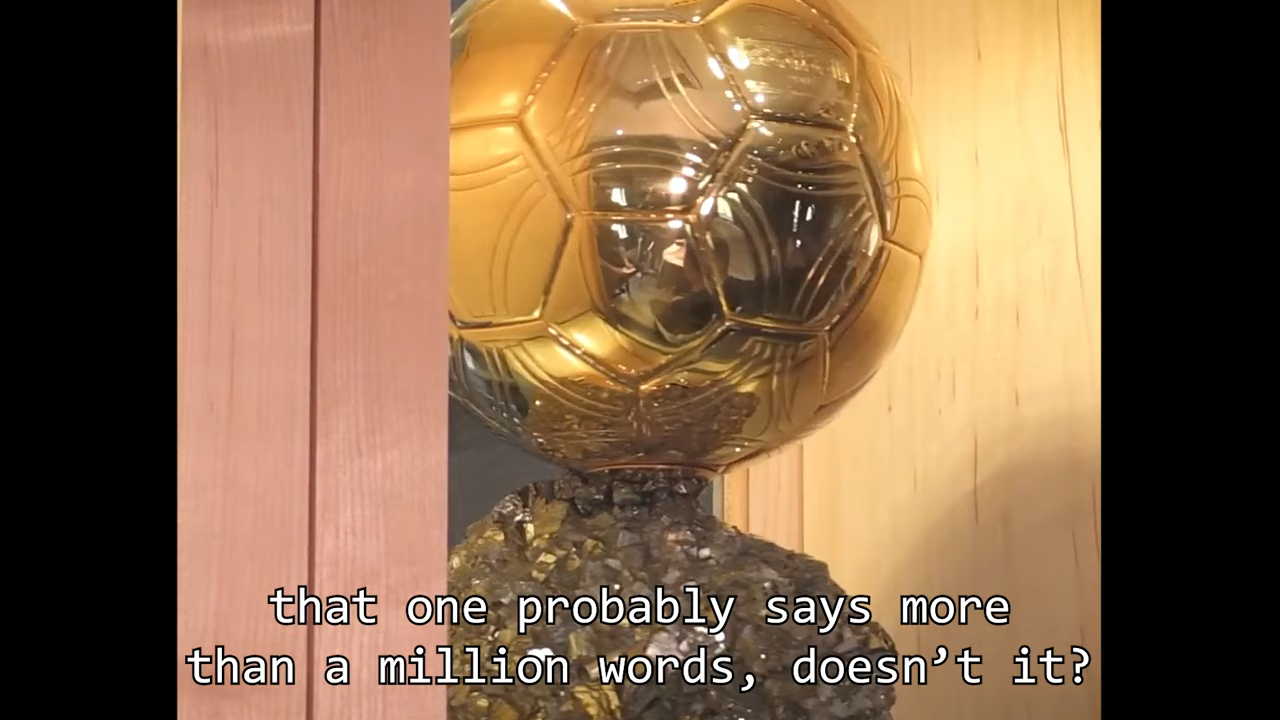 that one probably says more
than a million words, doesn’t it?